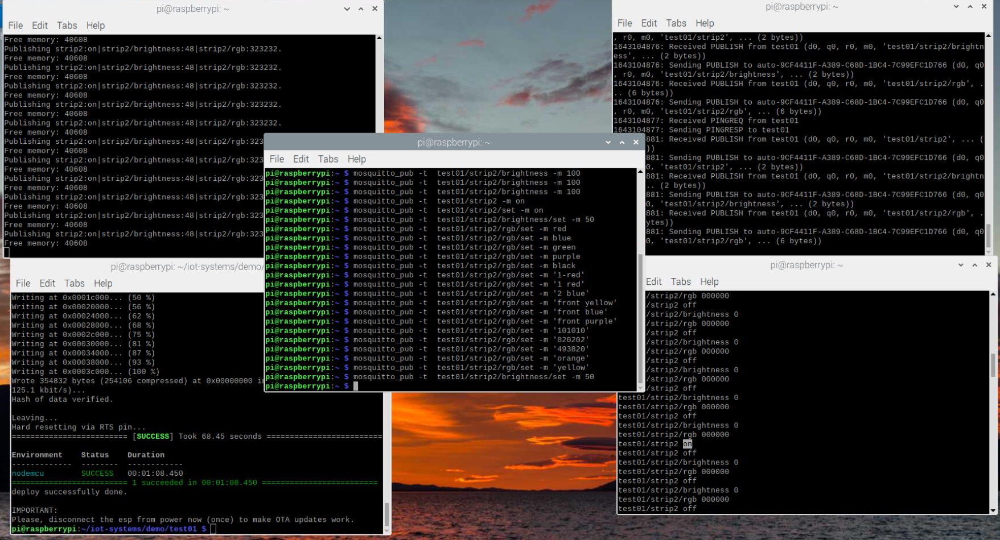 pi@raspberrypi: ~
File Edit Tabs Help
Free memory: 40608
Publishing strip2:on|strip2/brightness:48|strip2/rgb:323232.
Free memory: 40608
Publishing strip2:on|strip2/brightness:48|strip2/rgb:323232.
Free memory: 40608
Publishing strip2:on|strip2/brightness:48|strip2/rgb:323232.
Free memory: 40608
Publishing strip2:on|strip2/brightness:48|strip2/rgb:323232.
Free memory: 40608
Publishing strip2:on|strip2/brightness:48|strip2/rgb:323232.
Free memory: 40608
Publishing strip2:on|strip2/brightness:48|strip2/rgb:323
Free memory: 40608
Publishing strip2:on|strip2/brightness:48|strip2/rgb:323
Free memory: 40608
Publishing strip2:on|strip2/brightness:48|strip2/rgb:323
Free memory: 40608
Publishing strip2:on|strip2/brightness:48|strip2/rgb:323
Free memory: 40608
Publishing strip2:on|strip2/brightness:48|strip2/rgb:323
Free memory: 40608
Publishing strip2:on|strip2/brightness:48|strip2/rgb:323
Free memory: 40608
pi@raspberrypi: ~
File Edit Tabs Help
, r0, m0, 'test01/strip2', ... (2 bytes))
1643104876: Received PUBLISH from test01 (d0, q0, r0, m0, 'test01/strip2/brightn
ess', ... (2 bytes))
1643104876: Sending PUBLISH to auto-9CF4411F-A389-C68D-1BC4-7C99EFC1D766 (d0, q0
, r0, m0, 'test01/strip2/brightness', ... (2 bytes))
1643104876: Received PUBLISH from test01 (d0, q0, r0, m0, 'test01/strip2/rgb', .
.. (6 bytes))
1643104876: Sending PUBLISH to auto-9CF4411F-A389-C68D-1BC4-7C99EFC1D766 (d0, q0
, r0, m0, 'test01/strip2/rgb', ... (6 bytes))
1643104877: Received PINGREQ from test01
1643104877: Sending PINGRESP to test01
881: Received PUBLISH from test01 (d0, q0, r0, m0, 'test01/strip2', ... (
))
881: Sending PUBLISH to auto-9CF4411F-A389-C68D-1BC4-7C99EFC1D766 (d0, q0
0, 'test01/strip2', ... (2 bytes))
881: Received PUBLISH from test01 (d0, q0, r0, m0, 'test01/strip2/brightn
.. (2 bytes))
881: Sending PUBLISH to auto-9CF4411F-A389-C68D-1BC4-7C99EFC1D766 (d0, q0
0, 'test01/strip2/brightness', ... (2 bytes))
881: Received PUBLISH from test01 (d0, q0, r0, m0, 'test01/strip2/rgb', .
ytes))
881: Sending PUBLISH to auto-9CF4411F-A389-C68D-1BC4-7C99EFC1D766 (d0, q0
0, 'test01/strip2/rgb', ... (6 bytes))
pi@raspberrypi: ~
File Edit Tabs Help
pi@raspberrypi:~ $ mosquitto_pub -t  test01/strip2/brightness -m 100
pi@raspberrypi:~ $ mosquitto_pub -t  test01/strip2/brightness -m 100
pi@raspberrypi:~ $ mosquitto_pub -t  test01/strip2/brightness -m 100
pi@raspberrypi:~ $ mosquitto_pub -t  test01/strip2 -m on
pi@raspberrypi:~ $ mosquitto_pub -t  test01/strip2/set -m on
pi@raspberrypi:~ $ mosquitto_pub -t  test01/strip2/brightness/set -m 50
pi@raspberrypi:~ $ mosquitto_pub -t  test01/strip2/rgb/set -m red
pi@raspberrypi:~ $ mosquitto_pub -t  test01/strip2/rgb/set -m blue
pi@raspberrypi:~ $ mosquitto_pub -t  test01/strip2/rgb/set -m green
pi@raspberrypi:~ $ mosquitto_pub -t  test01/strip2/rgb/set -m purple
pi@raspberrypi:~ $ mosquitto_pub -t  test01/strip2/rgb/set -m black
pi@raspberrypi:~ $ mosquitto_pub -t  test01/strip2/rgb/set -m '1-red'
pi@raspberrypi:~ $ mosquitto_pub -t  test01/strip2/rgb/set -m '1 red'
pi@raspberrypi:~ $ mosquitto_pub -t  test01/strip2/rgb/set -m '2 blue'
pi@raspberrypi:~ $ mosquitto_pub -t  test01/strip2/rgb/set -m 'front yellow'
pi@raspberrypi:~ $ mosquitto_pub -t  test01/strip2/rgb/set -m 'front blue'
pi@raspberrypi:~ $ mosquitto_pub -t  test01/strip2/rgb/set -m 'front purple'
pi@raspberrypi:~ $ mosquitto_pub -t  test01/strip2/rgb/set -m '101010'
pi@raspberrypi:~ $ mosquitto_pub -t  test01/strip2/rgb/set -m '020202'
pi@raspberrypi:~ $ mosquitto_pub -t  test01/strip2/rgb/set -m '493820'
pi@raspberrypi:~ $ mosquitto_pub -t  test01/strip2/rgb/set -m 'orange'
pi@raspberrypi:~ $ mosquitto_pub -t  test01/strip2/rgb/set -m 'yellow'
pi@raspberrypi:~ $ mosquitto_pub -t  test01/strip2/brightness/set -m 50
pi@raspberrypi:~ $
pi@raspberrypi: ~/iot-systems/demo/
File Edit Tabs Help
Writing at 0x0001c000... (50 %)
Writing at 0x00020000... (56 %)
Writing at 0x00024000... (62 %)
Writing at 0x00028000... (68 %)
Writing at 0x0002c000... (75 %)
Writing at 0x00030000... (81 %)
Writing at 0x00034000... (87 %)
Writing at 0x00038000... (93 %)
Writing at 0x0003c000... (100 %)
Wrote 354832 bytes (254106 compressed) at 0x00000000 i
125.1 kbit/s)...
Hash of data verified.
Leaving...
Hard resetting via RTS pin...
========================= [SUCCESS] Took 68.45 seconds =========================
Environment    Status    Duration
-------------  --------  ------------
nodemcu        SUCCESS   00:01:08.450
========================= 1 succeeded in 00:01:08.450 =========================
deploy successfully done.
IMPORTANT:
Please, disconnect the esp from power now (once) to make OTA updates work.
pi@raspberrypi:~/iot-systems/demo/test01 $
pi@raspberrypi: ~
Edit Tabs Help
/strip2/rgb 000000
/strip2 off
/strip2/brightness 0
/strip2/rgb 000000
/strip2 off
/strip2/brightness 0
/strip2/rgb 000000
/strip2 off
/strip2/brightness 0
/strip2/rgb 000000
/strip2 off
test01/strip2/brightness 0
test01/strip2/rgb 000000
test01/strip2 off
test01/strip2/brightness 0
test01/strip2/rgb 000000
test01/strip2 on
test01/strip2 off
test01/strip2/brightness 0
test01/strip2/rgb 000000
test01/strip2 off
test01/strip2/brightness 0
test01/strip2/rgb 000000
test01/strip2 off